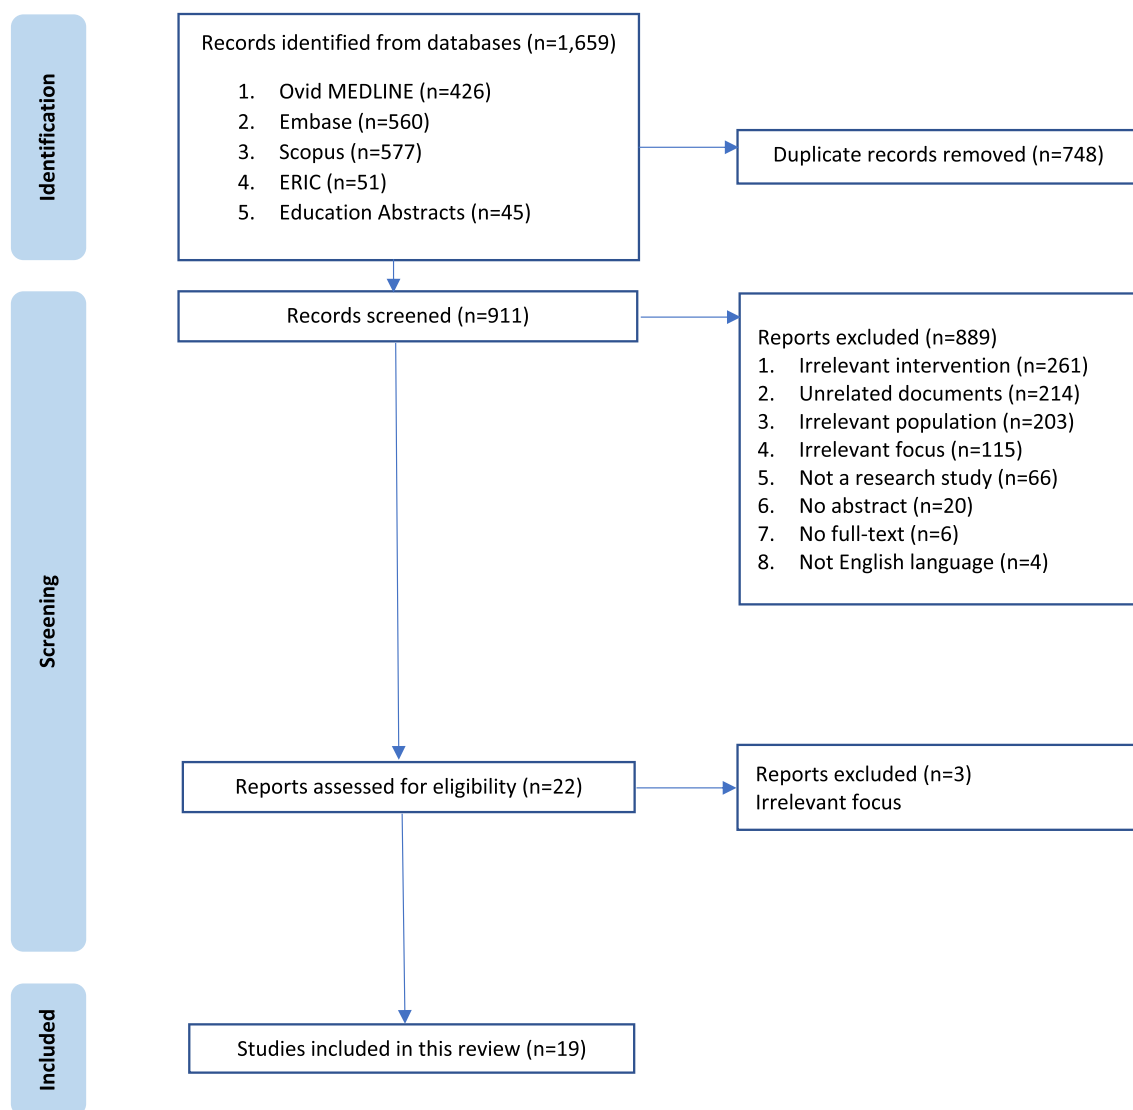 Identification
Records identified from databases (n=1,659)
1. Ovid MEDLINE (n=426)
2. Embase (n=560)
3. Scopus (n=577)
4. ERIC (n=51)
5. Education Abstracts (n=45)
Duplicate records removed (n=748)
Screening
Records screened (n=911)
Reports excluded (n=889)
1. Irrelevant intervention (n=261)
2. Unrelated documents (n=214)
3. Irrelevant population (n=203)
4. Irrelevant focus (n=115)
5. Not a research study (n=66)
6. No abstract (n=20)
7. No full-text (n=6)
8. Not English language (n=4)
Reports assessed for eligibility (n=22)
Reports excluded (n=3)
Irrelevant focus
Included
Studies included in this review (n=19)